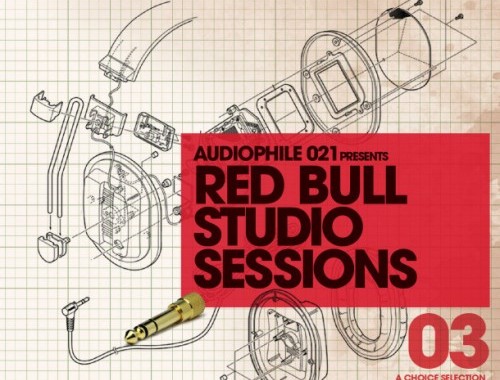 AUDIOPHILE 021 PRESENTS
RED BULL
STUDIO
SESSIONS
03
A CHOICE SELECTION